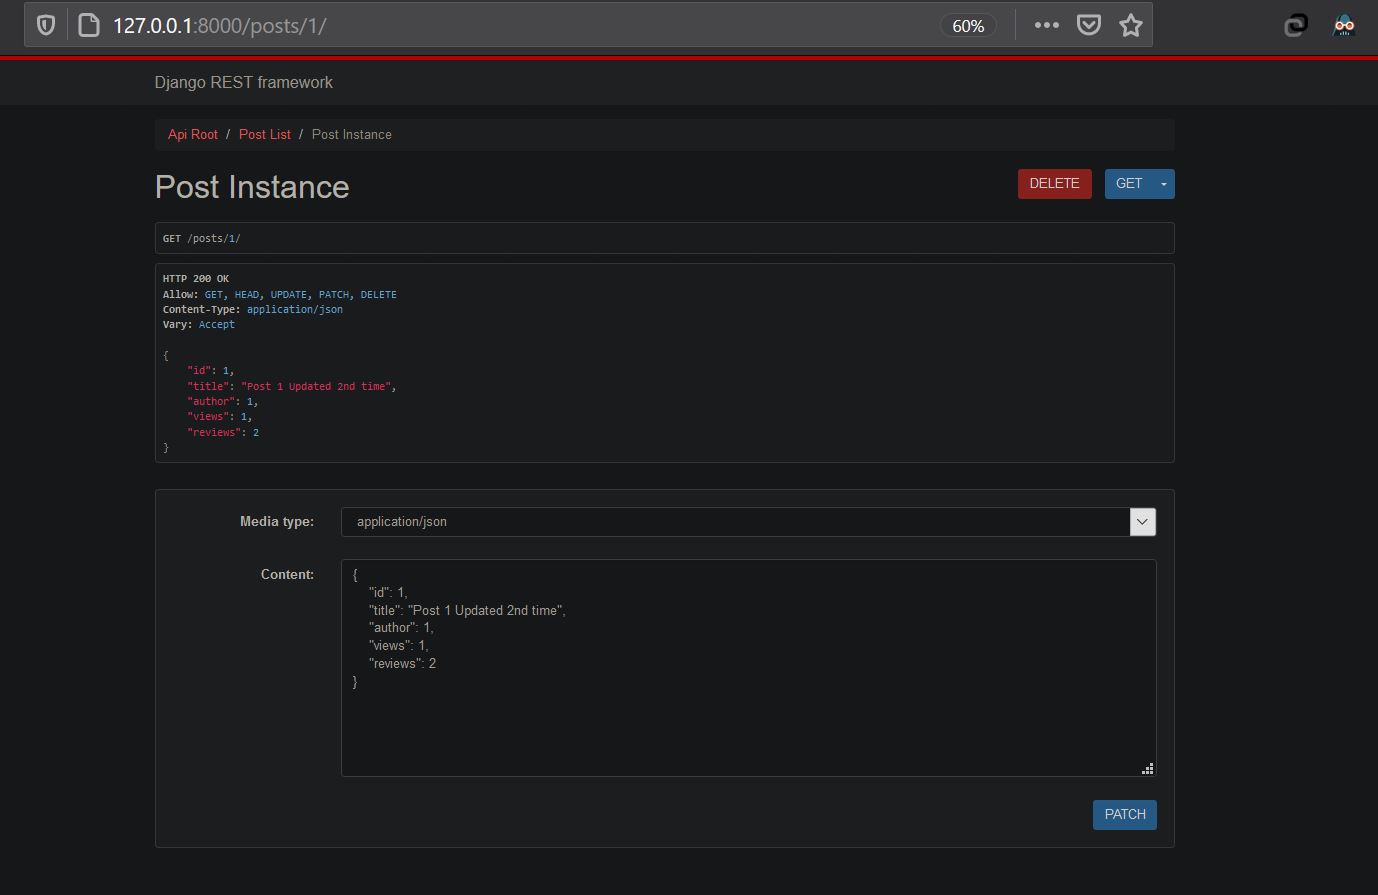 127.0.0.1:8000/posts/1/
60%
Django REST framework
Api Root / Post List / Post Instance
Post Instance
DELETE
GET
GET /posts/1/
HTTP 200 OK
Allow: GET, HEAD, UPDATE, PATCH, DELETE
Content-Type: application/json
Vary: Accept
{
"id": 1,
"title": "Post 1 Updated 2nd time",
"author": 1,
"views": 1,
"reviews": 2
}
Media type:
application/json
Content:
{
"id": 1,
"title": "Post 1 Updated 2nd time",
"author": 1,
"views": 1,
"reviews": 2
}
PATCH